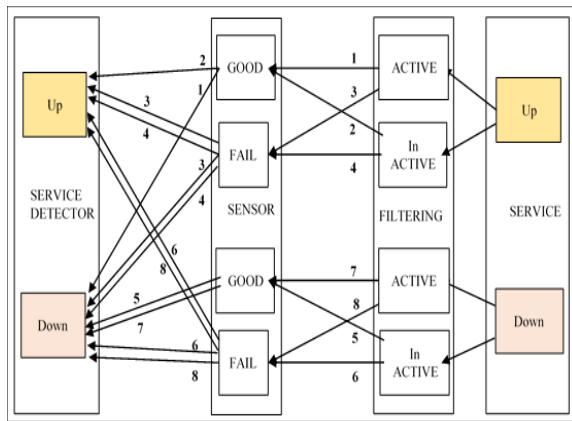 2
GOOD
1
ACTIVE
Up
1
3
3
Up
4
2
In
ACTIVE
3
FAIL
4
SERVICE
DETECTOR
4
SENSOR
FILTERING
SERVICE
6
8
GOOD
7
ACTIVE
5
8
Down
7
5
Down
6
FAIL
In
ACTIVE
8
6